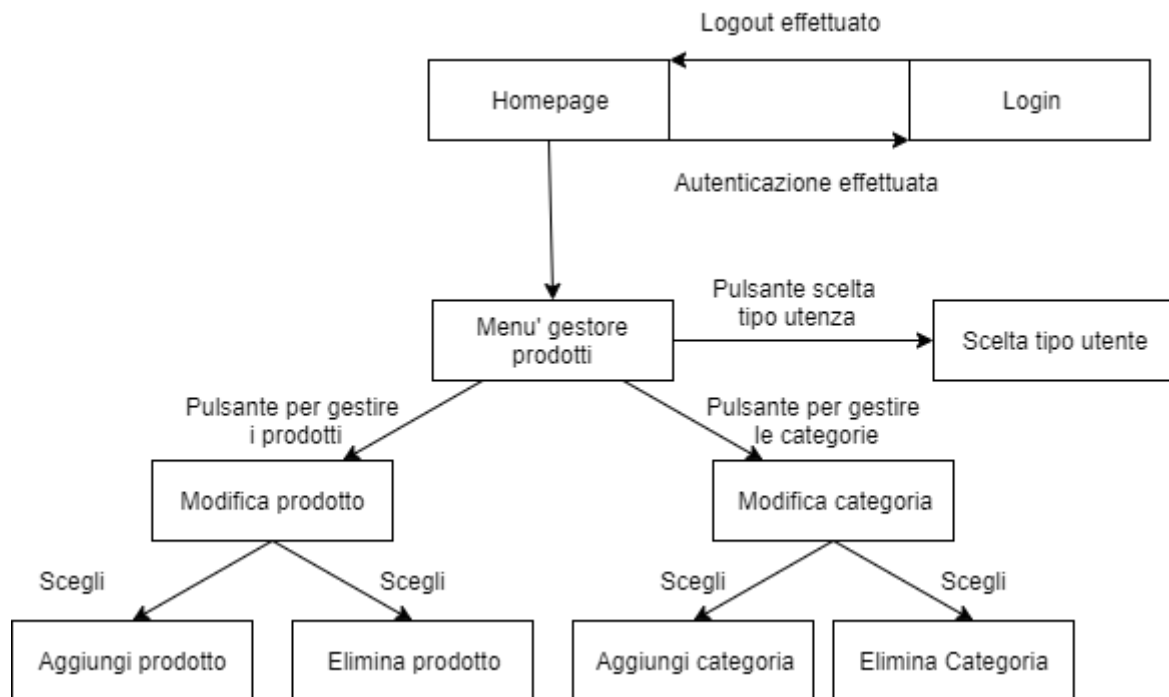 Logout effettuato
Homepage
Login
Autenticazione effettuata
Pulsante scelta
tipo utenza
Menu' gestore
prodotti
Scelta tipo utente
Pulsante per gestire
i prodotti
Pulsante per gestire
le categorie
Modifica prodotto
Modifica categoria
Scegli
Scegli
Scegli
Scegli
Aggiungi prodotto
Elimina prodotto
Aggiungi categoria
Elimina Categoria